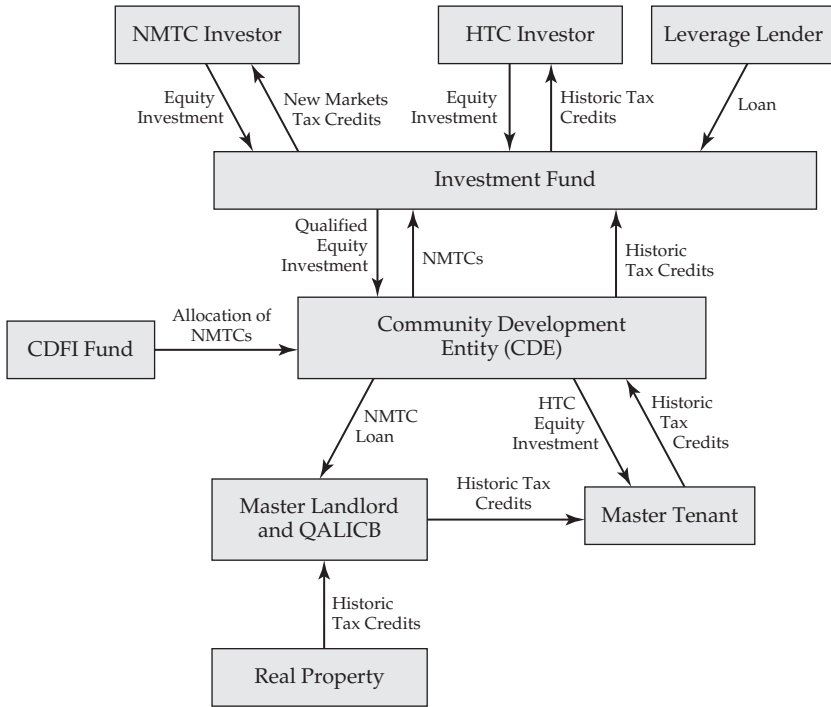 NMTC Investor
HTC Investor
Leverage Lender
Equity
Investment
New Markets
Tax Credits
Equity
Investment
Historic Tax
Credits
Loan
Investment Fund
Qualified
Equity
Investment
NMTCs
Historic
Tax Credits
CDFI Fund
Allocation of
NMTCs
Community Development
Entity (CDE)
NMTC
Loan
HTC
Equity
Investment
Historic
Tax
Credits
Master Landlord
and QALICB
Historic Tax
Credits
Master Tenant
Historic
Tax Credits
Real Property